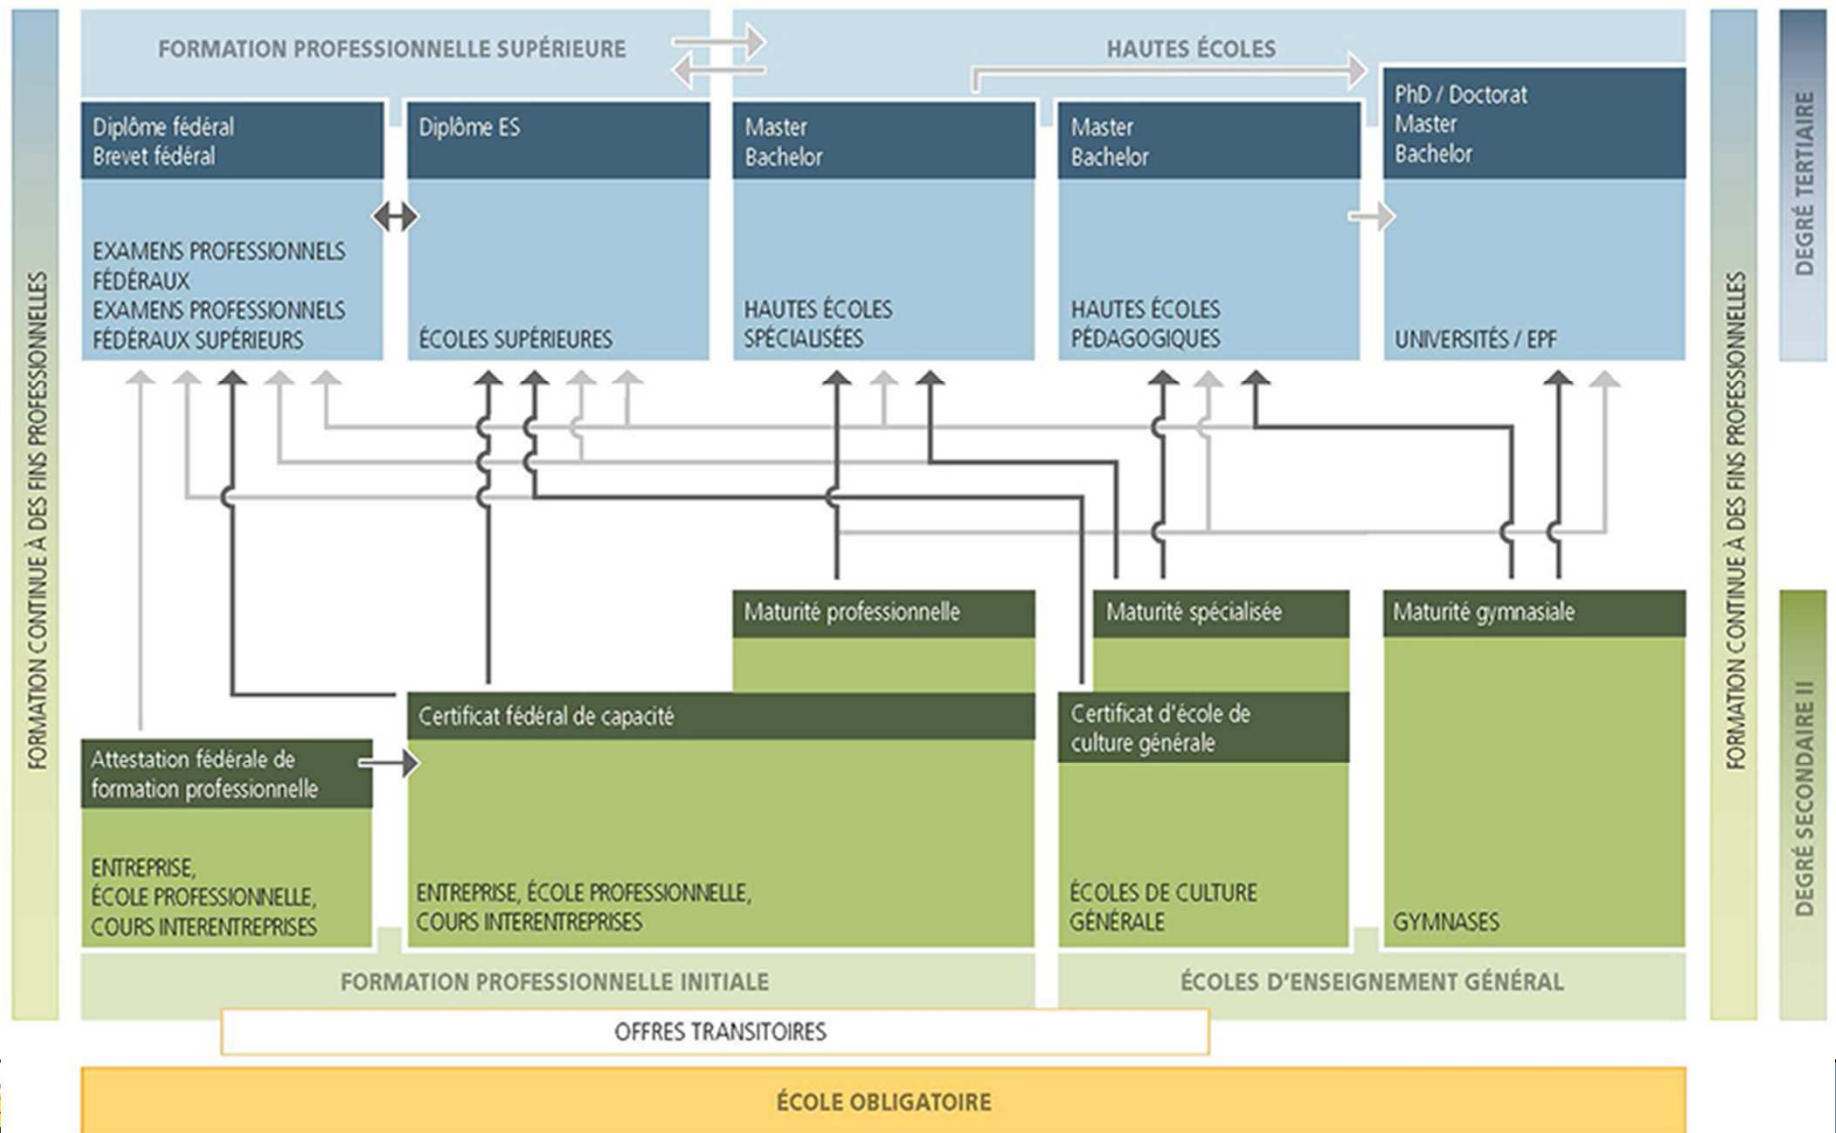 FORMATION PROFESSIONNELLE SUPÉRIEURE
HAUTES ÉCOLES
Diplôme fédéral
Brevet fédéral
Diplôme ES
Master
Bachelor
Master
Bachelor
PhD / Doctorat
Master
Bachelor
EXAMENS PROFESSIONNELS
FÉDÉRAUX
EXAMENS PROFESSIONNELS
FÉDÉRAUX SUPÉRIEURS
ÉCOLES SUPÉRIEURES
HAUTES ÉCOLES
SPÉCIALISÉES
HAUTES ÉCOLES
PÉDAGOGIQUES
UNIVERSITÉS / EPF
FORMATION CONTINUE À DES FINS PROFESSIONNELLES
FORMATION CONTINUE À DES FINS PROFESSIONNELLES
DEGRÉ TERTIAIRE
DEGRÉ SECONDAIRE II
Maturité professionnelle
Maturité spécialisée
Maturité gymnasiale
Certificat fédéral de capacité
Certificat d'école de
culture générale
Attestation fédérale de
formation professionnelle
ENTREPRISE,
ÉCOLE PROFESSIONNELLE,
COURS INTERENTREPRISES
ENTREPRISE, ÉCOLE PROFESSIONNELLE,
COURS INTERENTREPRISES
ÉCOLES DE CULTURE
GÉNÉRALE
GYMNASES
FORMATION PROFESSIONNELLE INITIALE
ÉCOLES D'ENSEIGNEMENT GÉNÉRAL
OFFRES TRANSITOIRES
ÉCOLE OBLIGATOIRE